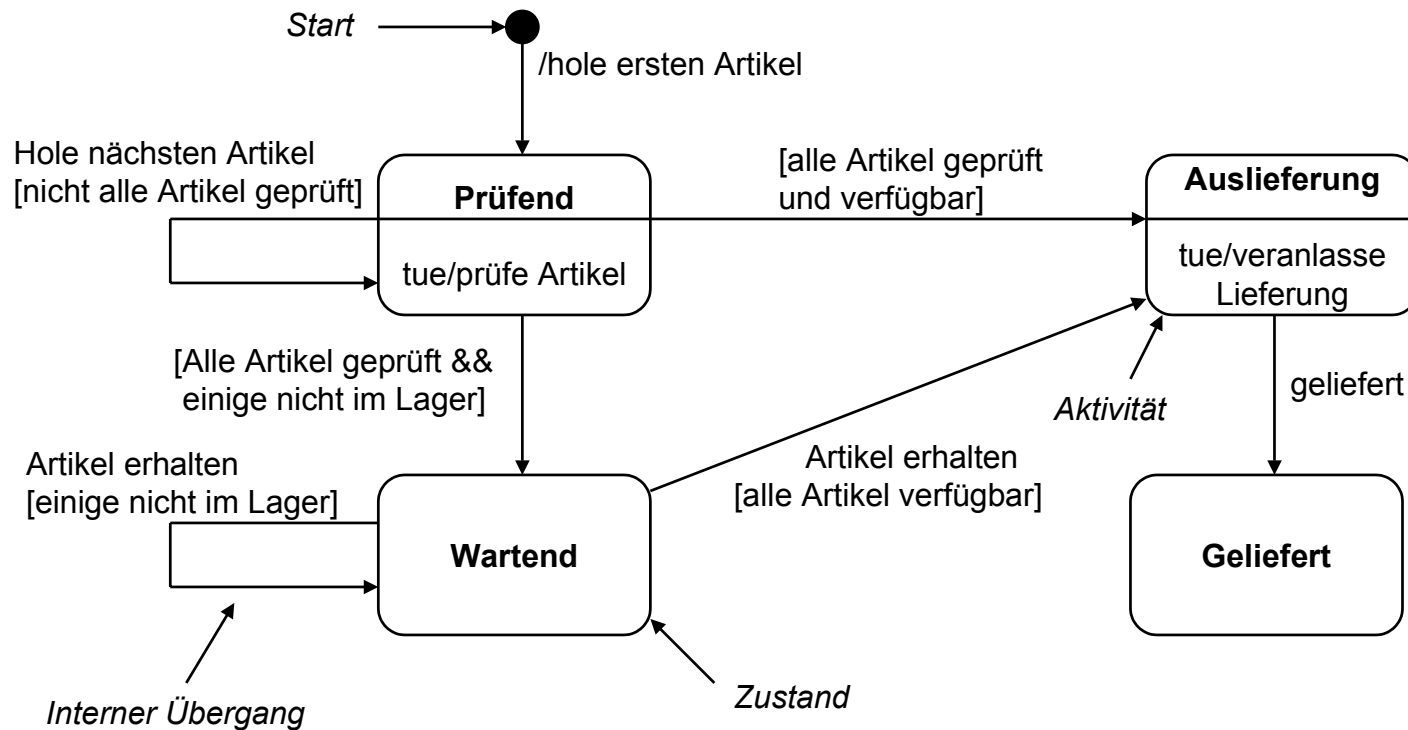 Start
/hole ersten Artikel
Hole nächsten Artikel
[nicht alle Artikel geprüft]
Prüfend
tue/prüfe Artikel
[alle Artikel geprüft
und verfügbar]
Auslieferung
tue/veranlasse
Lieferung
[Alle Artikel geprüft &&
einige nicht im Lager]
Aktivität
geliefert
Artikel erhalten
[einige nicht im Lager]
Wartend
Artikel erhalten
[alle Artikel verfügbar]
Geliefert
Interner Übergang
Zustand